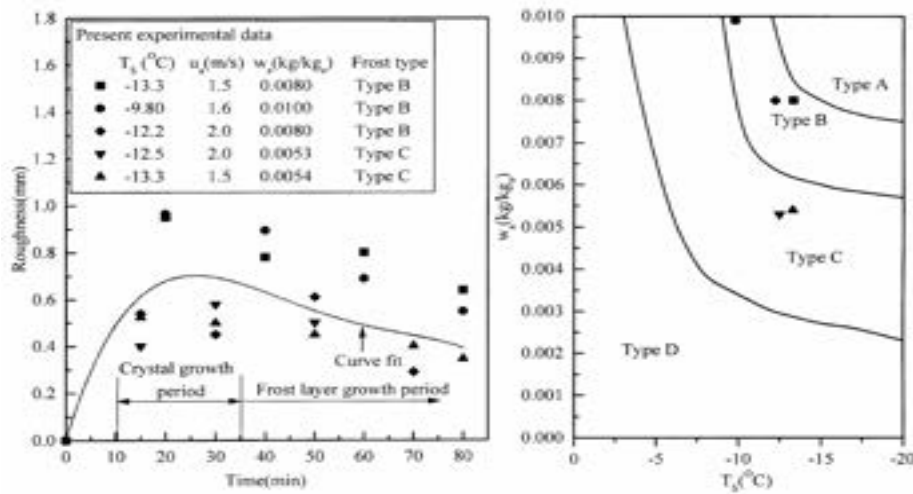 Present experimental data
T_s (°C) u_a(m/s) w_a(kg/kg_a) Frost type
-13.3 1.5 0.0080 Type B
-9.80 1.6 0.0100 Type B
-12.2 2.0 0.0080 Type B
-12.5 2.0 0.0053 Type C
-13.3 1.5 0.0054 Type C
Roughness(mm)
1.8
1.6
1.4
1.2
1.0
0.8
0.6
0.4
0.2
0.0
Crystal growth
period
Frost layer growth period
Curve fit
0 10 20 30 40 50 60 70 80
Time(min)
w_a(kg/kg_a)
0.010
0.009
0.008
0.007
0.006
0.005
0.004
0.003
0.002
0.001
0.000
Type A
Type B
Type C
Type D
0 -5 -10 -15 -20
T_s(°C)